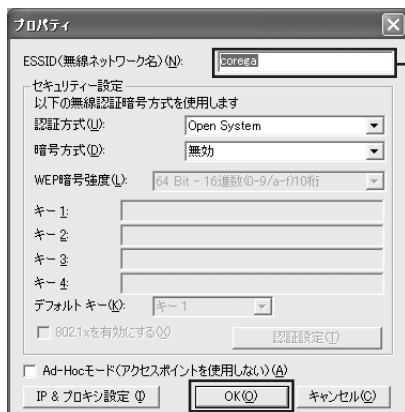 プロパティ
ESSID(無線ネットワーク名)(N): corega
セキュリティー設定
以下の無線認証暗号方式を使用します
認証方式(U): Open System
暗号方式(D): 無効
WEP暗号強度(L): 64 Bit - 16進数(0-9/a-f)10桁
キー 1:
キー 2:
キー 3:
キー 4:
デフォルト キー(K): キー 1
802.1xを有効にする(X) 認証設定(T)
Ad-Hocモード(アクセスポイントを使用しない)(A)
IP & プロキシ設定 (I) OK(O) キャンセル(C)